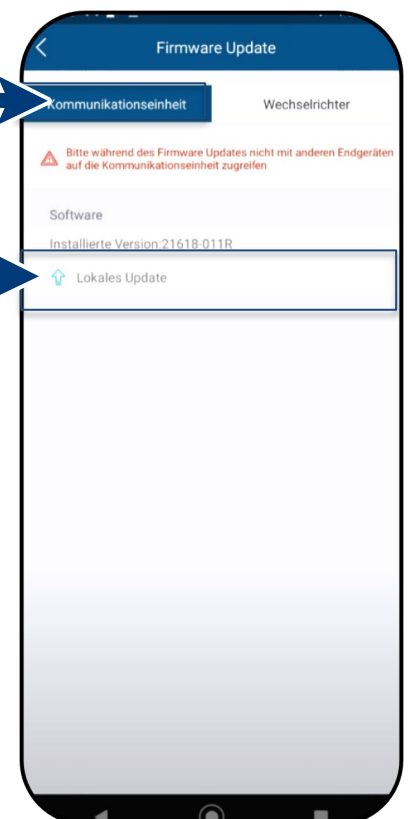 Firmware Update
Kommunikationseinheit
Wechselrichter
Bitte während des Firmware Updates nicht mit anderen Endgeräten
auf die Kommunikationseinheit zugreifen
Software
Installierte Version:21618-011R
Lokales Update